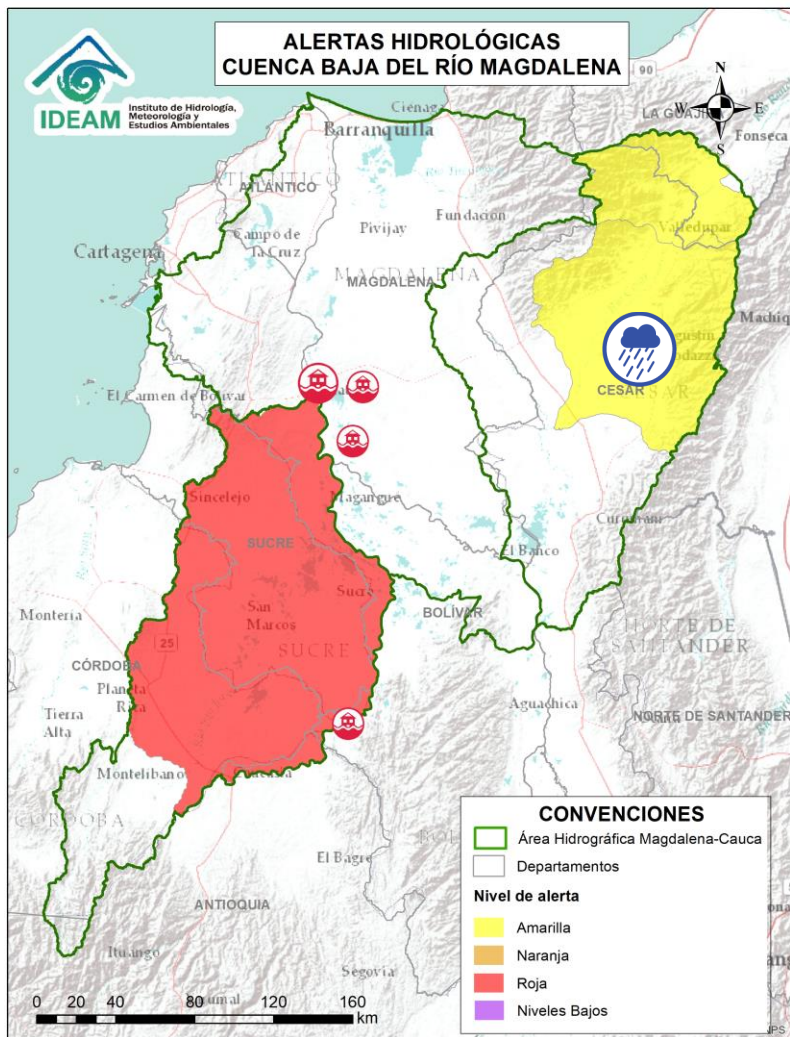 ALERTAS HIDROLÓGICAS
CUENCA BAJA DEL RÍO MAGDALENA
IDEAM
Instituto de Hidrología,
Meteorología y
Estudios Ambientales
N
W E
S
90
LA GUAJIRA
Fonseca
Ciénaga
Barranquilla
ATLANTICO
Fundación
Pivijay
Valledupar
Campo de
la Cruz
Cartagena
MAGDALENA
MAGDALENA
CESAR
El Carmen de Bolívar
Sincelejo
Magangue
SUCRE
Curumaní
El Banco
Sucre
BOLÍVAR
San
Marcos
SUCRE
Montería
25
CÓRDOBA
Planeta
Rica
Tierra
Alta
NORTE DE
SANTANDER
Aguachica
NORTE DE SANTANDER
Montelíbano
CÓRDOBA
El Bagre
ANTIOQUIA
Ituango
Segovia
0 20 40 80 120 160
km
CONVENCIONES
Área Hidrográfica Magdalena-Cauca
Departamentos
Nivel de alerta
Amarilla
Naranja
Roja
Niveles Bajos